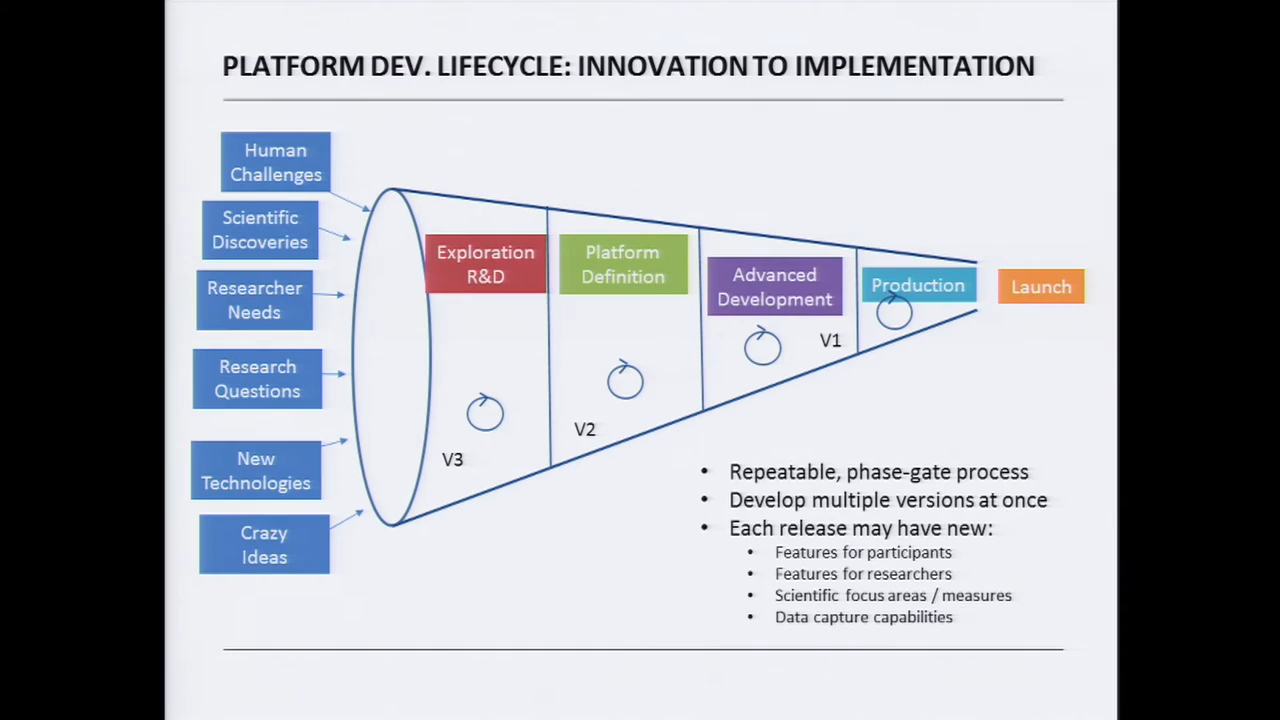 PLATFORM DEV. LIFECYCLE: INNOVATION TO IMPLEMENTATION
Human
Challenges
Scientific
Discoveries
Researcher
Needs
Research
Questions
New
Technologies
Crazy
Ideas
Exploration
R&D
Platform
Definition
Advanced
Development
Production
Launch
V3
V2
V1
• Repeatable, phase-gate process
• Develop multiple versions at once
• Each release may have new:
• Features for participants
• Features for researchers
• Scientific focus areas / measures
• Data capture capabilities